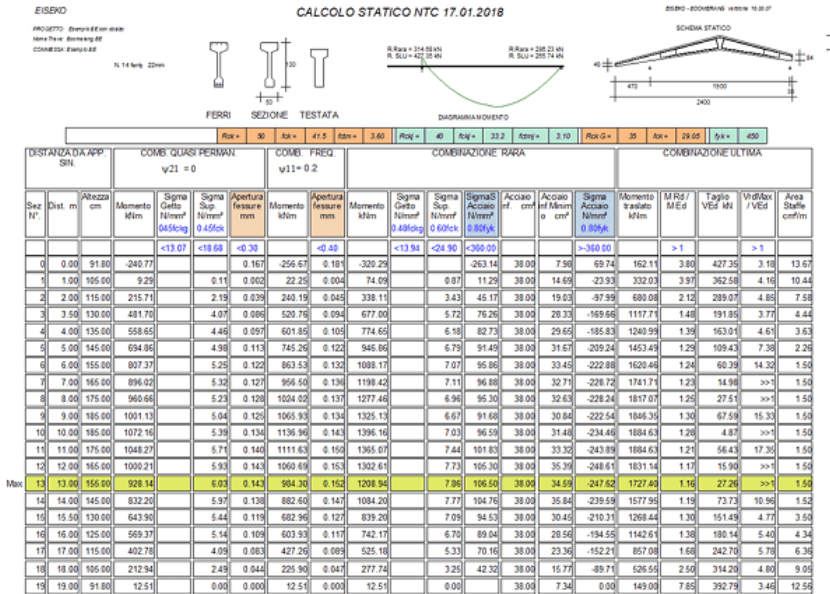 EISEKO
CALCOLO STATICO NTC 17.01.2018
PROGETTO:
Nome Trave: Boomerang BE
COMMESSA: Esempio BE
N. 14 ferri 22mm
130
50
FERRI SEZIONE TESTATA
R.Rara = 314.68 kN
R. SLU = 427.35 kN
DIAGRAMMA MOMENTO
SCHEMA STATICO
470 1900
2400
Rck = 50 fck = 41.5 fctm = 3.60 Rckj = 40 fckj = 33.2 fctmj = 3.10 Rck G = 35 fck = 29.05 fyk = 450
DISTANZA DA APP. SIN.
COMB. QUASI PERMAN. ψ21 = 0
COMB. FREQ. ψ11= 0.2
COMBINAZIONE RARA
COMBINAZIONE ULTIMA
Sez N°. Dist. m Altezza cm Momento kNm Sigma Getto N/mm² 045fckg Sigma Sup. N/mm² 0.45fck Apertura fessure mm Momento kNm Apertura fessure mm Momento kNm Sigma Getto N/mm² 0.48fckg Sigma Sup. N/mm² 0.60fck SigmaS Acciaio N/mm² 0.80fyk Acciaio inf. cm² Acciaio inf.Minimo cm² Sigma Acciaio N/mm² 0.80fyk Momento traslato kNm M Rd / M Ed Taglio VEd kN VrdMax / VEd Area Staffe cm²/m
<13.07 <18.68 <0.30 <0.40 <13.94 <24.90 <360.00 >-360.00 > 1 > 1
0 0.00 91.80 -240.77 0.167 -256.67 0.181 -320.29 -263.14 38.00 7.98 69.74 162.11 3.80 427.35 3.18 13.67
1 1.00 105.00 9.29 0.11 0.002 22.25 0.004 74.09 0.87 11.29 38.00 14.69 -23.93 332.03 3.97 362.58 4.16 10.44
2 2.00 115.00 215.71 2.19 0.039 240.19 0.045 338.11 3.43 45.17 38.00 19.03 -97.99 680.08 2.12 289.07 4.85 7.58
3 3.50 130.00 481.70 4.07 0.086 520.76 0.094 677.00 5.72 76.26 38.00 28.33 -169.66 1117.71 1.48 191.85 3.77 4.44
4 4.00 135.00 558.65 4.46 0.097 601.85 0.105 774.65 6.18 82.73 38.00 29.65 -185.83 1240.99 1.39 163.01 4.61 3.63
5 5.00 145.00 694.86 4.98 0.113 745.26 0.122 946.86 6.79 91.49 38.00 31.67 -209.24 1453.49 1.29 109.43 7.38 2.26
6 6.00 155.00 807.37 5.25 0.122 863.53 0.132 1088.17 7.07 95.86 38.00 33.45 -222.88 1620.46 1.24 60.39 14.32 1.50
7 7.00 165.00 896.02 5.32 0.127 956.50 0.136 1198.42 7.11 96.88 38.00 32.71 -228.72 1741.71 1.23 14.98 >>1 1.50
8 8.00 175.00 960.66 5.23 0.128 1024.02 0.137 1277.46 6.96 95.30 38.00 32.63 -228.24 1817.07 1.25 27.51 >>1 1.50
9 9.00 185.00 1001.13 5.04 0.125 1065.93 0.134 1325.13 6.67 91.68 38.00 30.84 -222.54 1846.35 1.30 67.59 15.33 1.50
10 10.00 185.00 1072.16 5.39 0.134 1136.96 0.143 1396.16 7.03 96.59 38.00 31.48 -234.46 1884.63 1.28 4.87 >>1 1.50
11 11.00 175.00 1048.27 5.71 0.140 1111.63 0.150 1365.07 7.44 101.83 38.00 33.32 -243.89 1884.63 1.21 56.43 17.35 1.50
12 12.00 165.00 1000.21 5.93 0.143 1060.69 0.153 1302.61 7.73 105.30 38.00 35.39 -248.61 1831.14 1.17 15.90 >>1 1.50
Max 13 13.00 155.00 928.14 6.03 0.143 984.30 0.152 1208.94 7.86 106.50 38.00 34.59 -247.62 1727.40 1.16 27.26 >>1 1.50
14 14.00 145.00 832.20 5.97 0.138 882.60 0.147 1084.20 7.77 104.76 38.00 35.84 -239.59 1577.95 1.19 73.73 10.96 1.52
15 15.50 130.00 643.90 5.44 0.119 682.96 0.127 839.20 7.09 94.53 38.00 30.45 -210.31 1268.44 1.30 151.49 4.77 3.50
16 16.00 125.00 569.37 5.14 0.109 603.93 0.117 742.17 6.70 89.04 38.00 28.56 -194.55 1142.61 1.38 180.14 5.40 4.34
17 17.00 115.00 402.78 4.09 0.083 427.26 0.089 525.18 5.33 70.16 38.00 23.36 -152.21 857.08 1.68 242.70 5.78 6.36
18 18.00 105.00 212.94 2.49 0.044 225.90 0.047 277.74 3.25 42.32 38.00 15.77 -89.71 526.55 2.50 314.20 4.80 9.05
19 19.00 91.80 12.51 0.00 0.000 12.51 0.000 12.51 0.00 38.00 7.34 0.00 149.00 7.85 392.79 3.46 12.56